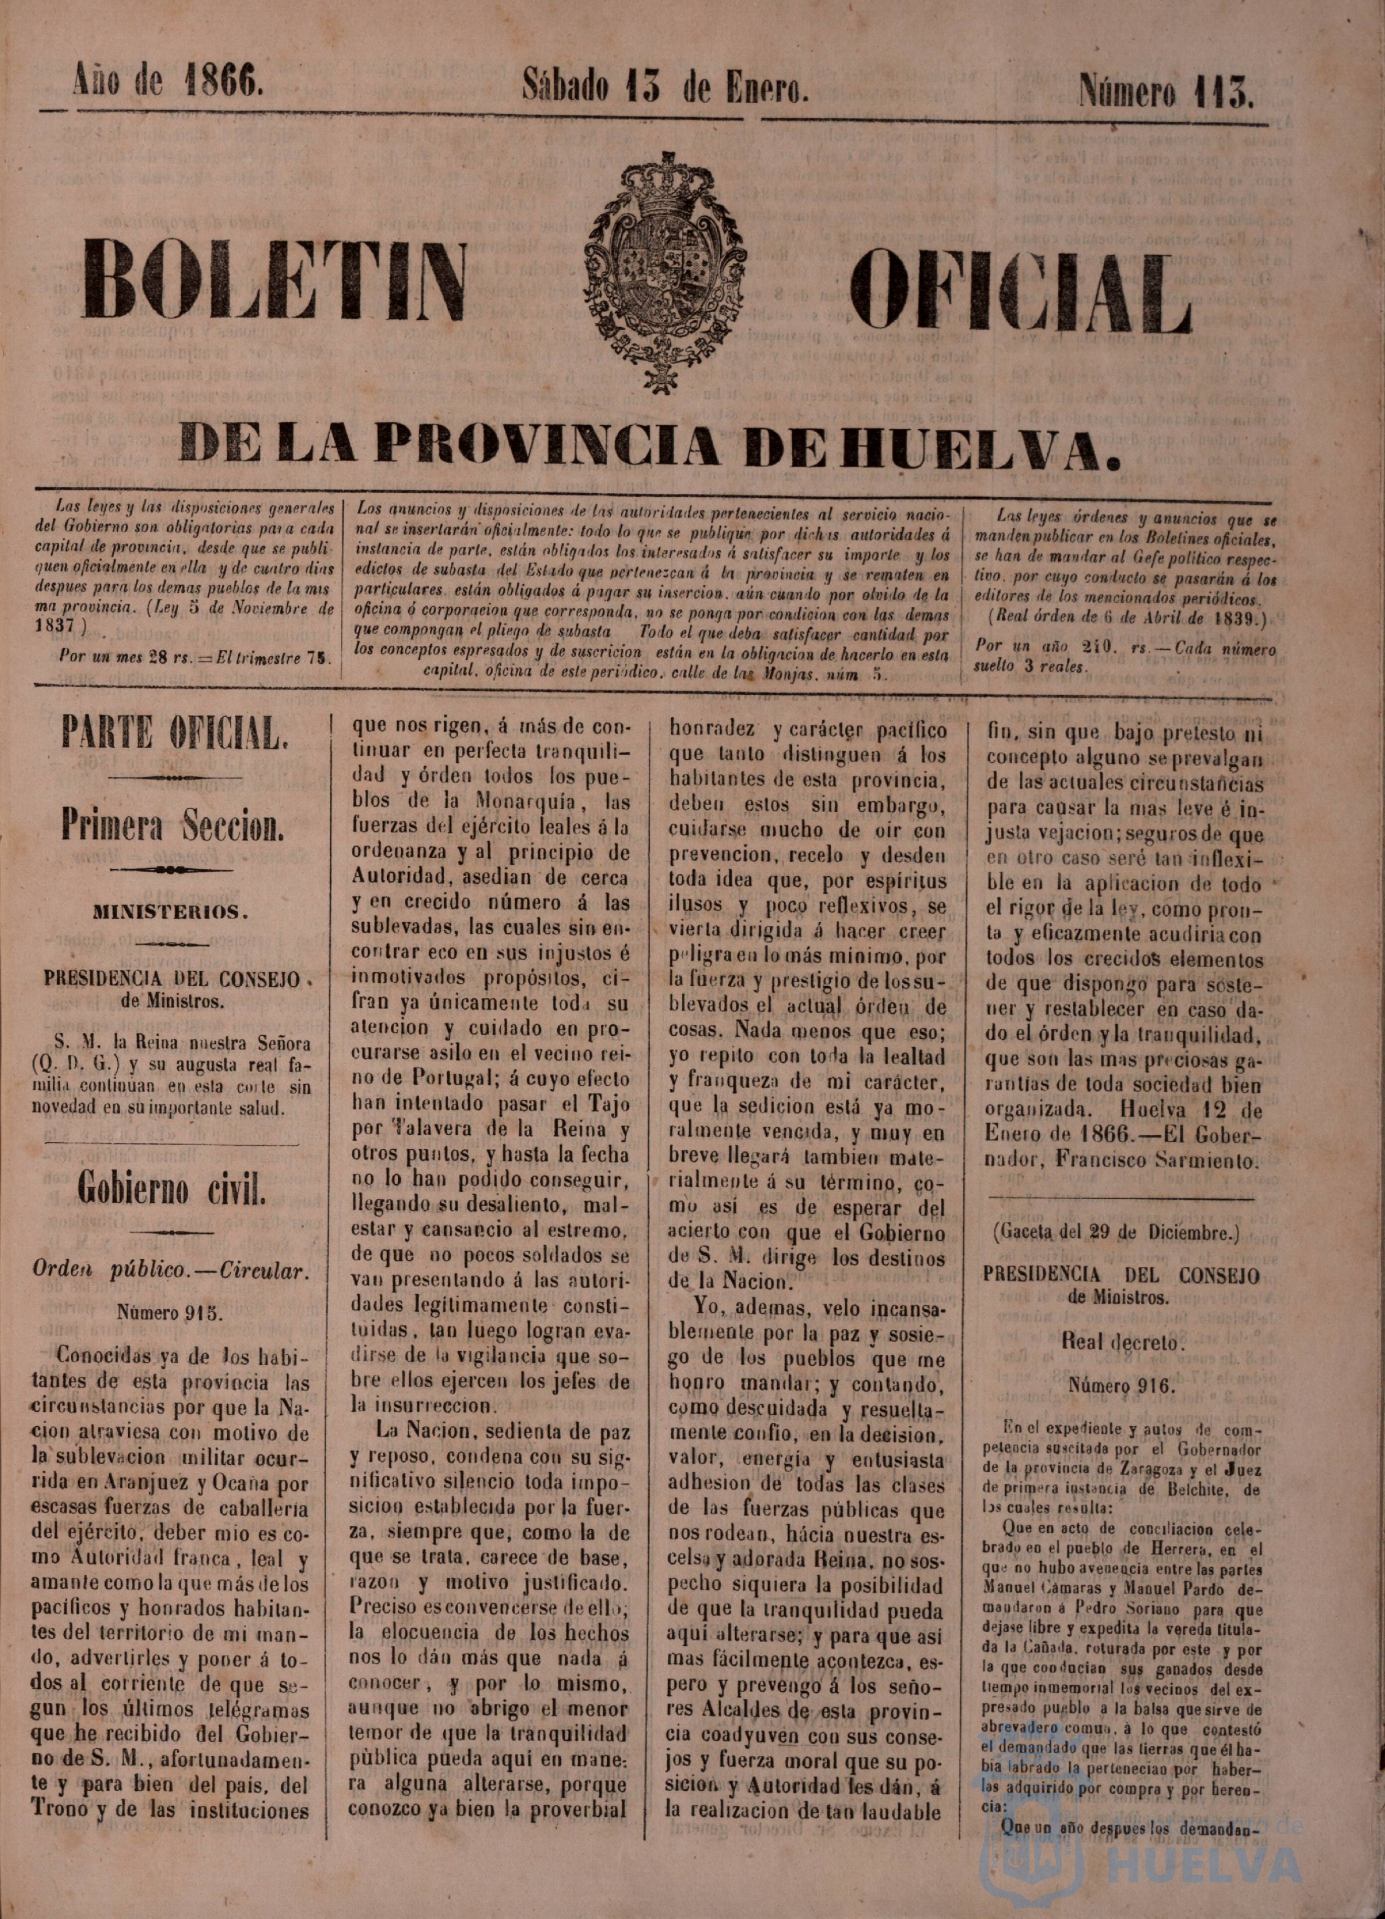 Año de 1866.
Sábado 13 de Enero.
Número 113.
BOLETIN OFICIAL
DE LA PROVINCIA DE HUELVA.
Las leyes y las disposiciones generales
del Gobierno son obligatorias para cada
capital de provincia, desde que se publi-
quen oficialmente en ella y de cuatro dias
despues para los demas pueblos de la mis
ma provincia. (Ley 5 de Noviembre de
1837)
Por un mes 28 rs.=El trimestre 75.
Los anuncios y disposiciones de las autoridades pertenecientes al servicio nacio-
nal se insertarán oficialmente: todo lo que se publique por dichas autoridades á
instancia de parte, están obligados los interesados á satisfacer su importe y los
edictos de subasta del Estado que pertenezcan á la provincia y se rematen en
particulares, están obligados á pagar su insercion, aún cuando por olvido de la
oficina ó corporacion que corresponda, no se ponga por condicion con las demas
que compongan el pliego de subasta Todo el que deba satisfacer cantidad por
los conceptos espresados y de suscricion están en la obligacion de hacerlo en esta
capital, oficina de este periódico, calle de las Monjas, núm 5.
Las leyes órdenes y anuncios que se
manden publicar en los Boletines oficiales,
se han de mandar al Gefe político respec-
tivo, por cuyo conducto se pasarán á los
editores de los mencionados periódicos.
(Real órden de 6 de Abril de 1839.)
Por un año 240. rs.—Cada número
suelto 3 reales.
PARTE OFICIAL.
Primera Seccion.
MINISTERIOS.
PRESIDENCIA DEL CONSEJO
de Ministros.
S. M. la Reina nuestra Señora
(Q. D. G.) y su augusta real fa-
milia continúan en esta corte sin
novedad en su importante salud.
Gobierno civil.
Orden público.—Circular.
Número 915.
Conocidas ya de los habi-
tantes de esta provincia las
circunstancias por que la Na-
cion atraviesa con motivo de
la sublevacion militar ocur-
rida en Aranjuez y Ocaña por
escasas fuerzas de caballería
del ejército, deber mio es co-
mo Autoridad franca, leal y
amante como la que más de los
pacíficos y honrados habitan-
tes del territorio de mi man-
do, advertirles y poner á to-
dos al corriente de que se-
gun los últimos telégramas
que he recibido del Gobier-
no de S. M., afortunadamen-
te y para bien del pais, del
Trono y de las instituciones
que nos rigen, á más de con-
tinuar en perfecta tranquili-
dad y órden todos los pue-
blos de la Monarquía, las
fuerzas del ejército leales á la
ordenanza y al principio de
Autoridad, asedian de cerca
y en crecido número á las
sublevadas, las cuales sin en-
contrar eco en sus injustos é
inmotivados propósitos, ci-
fran ya únicamente toda su
atencion y cuidado en pro-
curarse asilo en el vecino rei-
no de Portugal; á cuyo efecto
han intentado pasar el Tajo
por Talavera de la Reina y
otros puntos, y hasta la fecha
no lo han podido conseguir,
llegando su desaliento, mal-
estar y cansancio al estremo,
de que no pocos soldados se
van presentando á las autori-
dades legítimamente consti-
tuidas, tan luego logran eva-
dirse de la vigilancia que so-
bre ellos ejercen los jefes de
la insurreccion.
La Nacion, sedienta de paz
y reposo, condena con su sig-
nificativo silencio toda impo-
sicion establecida por la fuer-
za, siempre que, como la de
que se trata, carece de base,
razon y motivo justificado.
Preciso es convencerse de ello;
la elocuencia de los hechos
nos lo dán más que nada á
conocer, y por lo mismo,
aunque no abrigo el menor
temor de que la tranquilidad
pública pueda aquí en mane-
ra alguna alterarse, porque
conozco ya bien la proverbial
honradez y carácter pacífico
que tanto distinguen á los
habitantes de esta provincia,
deben estos sin embargo,
cuidarse mucho de oir con
prevencion, recelo y desden
toda idea que, por espíritus
ilusos y poco reflexivos, se
vierta dirigida á hacer creer
peligra en lo más mínimo, por
la fuerza y prestigio de los su-
blevados el actual órden de
cosas. Nada menos que eso;
yo repito con toda la lealtad
y franqueza de mi carácter,
que la sedicion está ya mo-
ralmente vencida, y muy en
breve llegará tambien mate-
rialmente á su término, co-
mo así es de esperar del
acierto con que el Gobierno
de S. M. dirige los destinos
de la Nacion.
Yo, ademas, velo incansa-
blemente por la paz y sosie-
go de los pueblos que me
honro mandar; y contando,
como descuidada y resuelta-
mente confio, en la decision,
valor, energía y entusiasta
adhesion de todas las clases
de las fuerzas públicas que
nos rodean, hácia nuestra es-
celsa y adorada Reina, no sos-
pecho siquiera la posibilidad
de que la tranquilidad pueda
aquí alterarse; y para que así
mas fácilmente acontezca, es-
pero y prevengo á los seño-
res Alcaldes de esta provin-
cia coadyuven con sus conse-
jos y fuerza moral que su po-
sicion y Autoridad les dán, á
la realizacion de tan laudable
fin, sin que bajo pretesto ni
concepto alguno se prevalgan
de las actuales circunstancias
para causar la mas leve é in-
justa vejacion; seguros de que
en otro caso seré tan inflexi-
ble en la aplicacion de todo
el rigor de la ley, como pron-
ta y eficazmente acudiria con
todos los crecidos elementos
de que dispongo para soste-
ner y restablecer en caso da-
do el órden y la tranquilidad,
que son las mas preciosas ga-
rantías de toda sociedad bien
organizada. Huelva 12 de
Enero de 1866.—El Gober-
nador, Francisco Sarmiento.
(Gaceta del 29 de Diciembre.)
PRESIDENCIA DEL CONSEJO
de Ministros.
Real decreto.
Número 916.
En el expediente y autos de com-
petencia suscitada por el Gobernador
de la provincia de Zaragoza y el Juez
de primera instancia de Belchite, de
los cuales resulta:
Que en acto de conciliacion cele-
brado en el pueblo de Herrera, en el
que no hubo avenencia entre las partes
Manuel Cámaras y Manuel Pardo de-
mandaron á Pedro Soriano para que
dejase libre y expedita la vereda titula-
da la Cañada, roturada por este y por
la que conducian sus ganados desde
tiempo inmemorial los vecinos del ex-
presado pueblo a la balsa que sirve de
abrevadero comun, à lo que contestó
el demandado que las tierras que él ha-
bia labrado la pertenecian por haber-
las adquirido por compra y por heren-
cia:
Que un año despues los demandan-
HUELVA